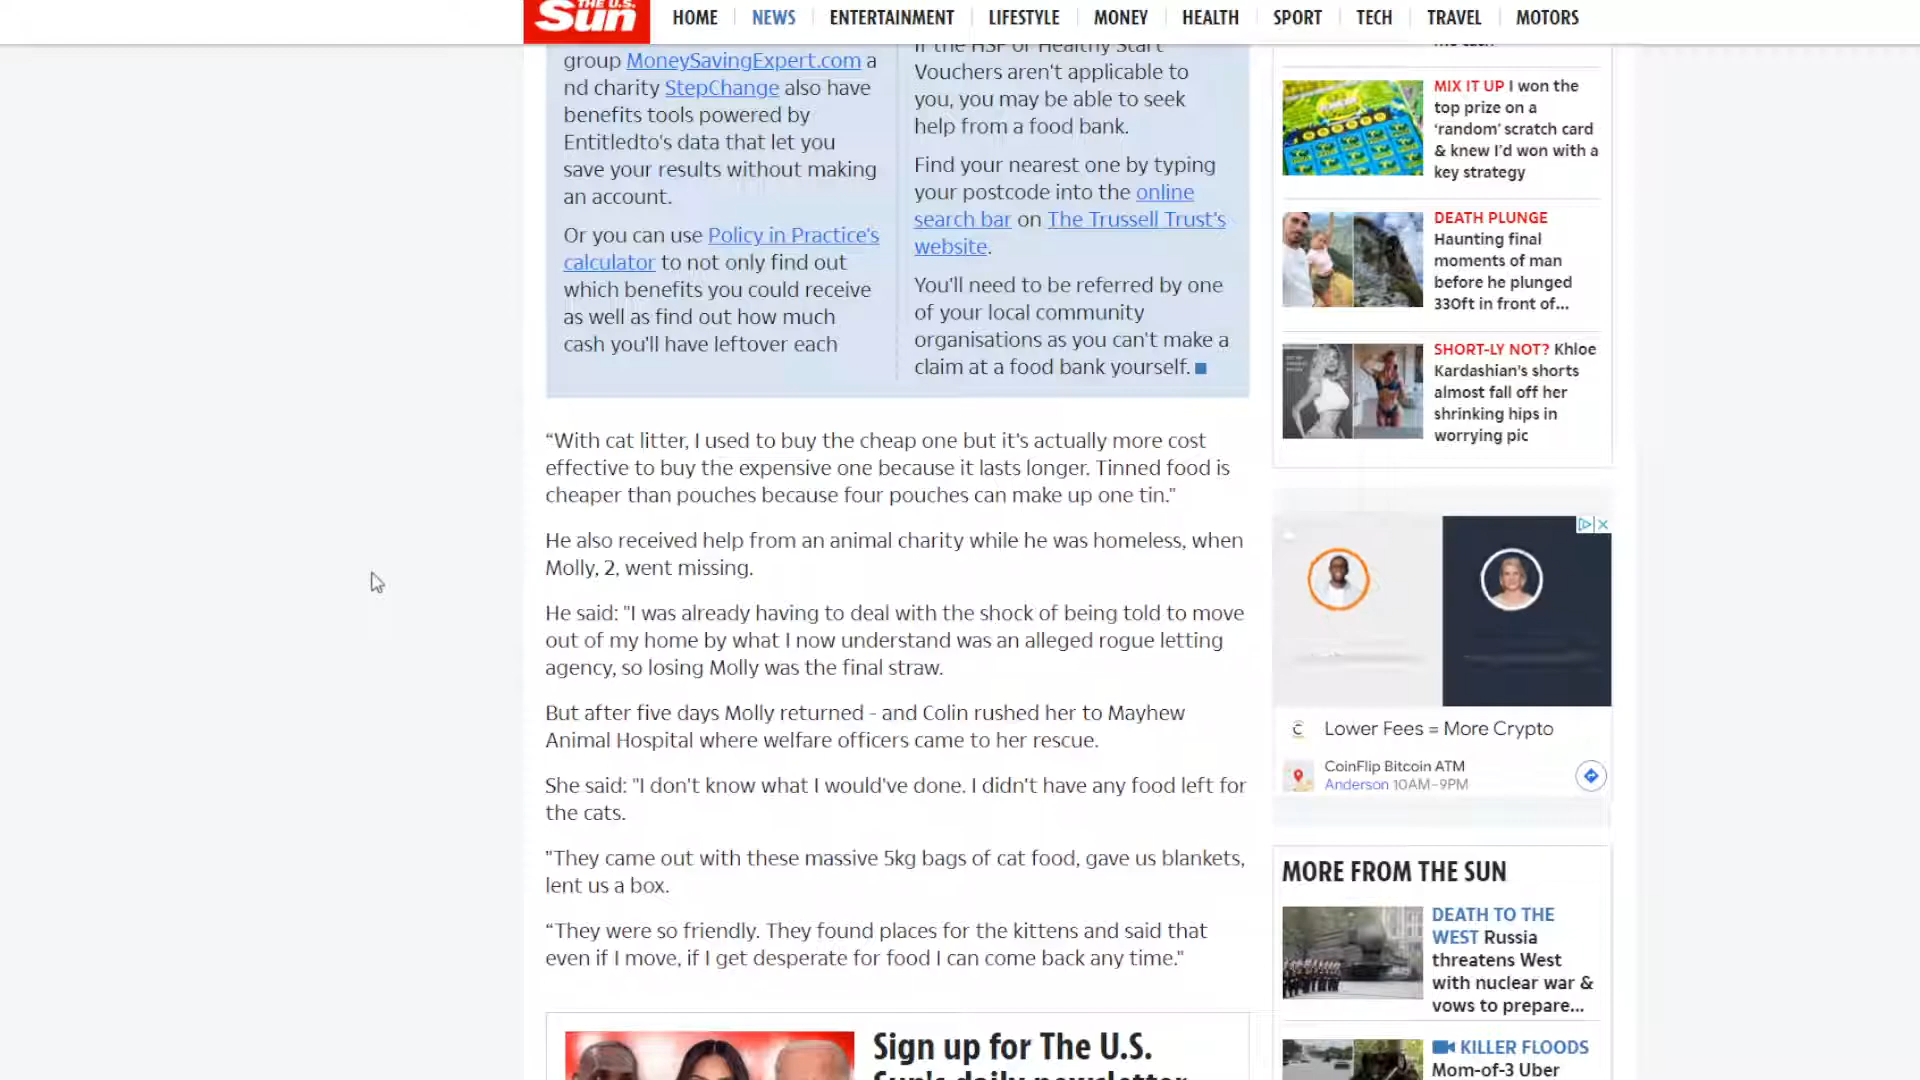 THE U.S.
Sun
HOME
NEWS
ENTERTAINMENT
LIFESTYLE
MONEY
HEALTH
SPORT
TECH
TRAVEL
MOTORS
group MoneySavingExpert.com a
nd charity StepChange also have
benefits tools powered by
Entitledto's data that let you
save your results without making
an account.
Or you can use Policy in Practice's
calculator to not only find out
which benefits you could receive
as well as find out how much
cash you'll have leftover each
If the HSF or Healthy Start
Vouchers aren't applicable to
you, you may be able to seek
help from a food bank.
Find your nearest one by typing
your postcode into the online
search bar on The Trussell Trust's
website.
You'll need to be referred by one
of your local community
organisations as you can't make a
claim at a food bank yourself.
“With cat litter, I used to buy the cheap one but it's actually more cost
effective to buy the expensive one because it lasts longer. Tinned food is
cheaper than pouches because four pouches can make up one tin.”
He also received help from an animal charity while he was homeless, when
Molly, 2, went missing.
He said: "I was already having to deal with the shock of being told to move
out of my home by what I now understand was an alleged rogue letting
agency, so losing Molly was the final straw.
But after five days Molly returned - and Colin rushed her to Mayhew
Animal Hospital where welfare officers came to her rescue.
She said: "I don't know what I would've done. I didn't have any food left for
the cats.
"They came out with these massive 5kg bags of cat food, gave us blankets,
lent us a box.
“They were so friendly. They found places for the kittens and said that
even if I move, if I get desperate for food I can come back any time."
Sign up for The U.S.
Sun's daily newsletter
MIX IT UP I won the
top prize on a
‘random’ scratch card
& knew I’d won with a
key strategy
DEATH PLUNGE
Haunting final
moments of man
before he plunged
330ft in front of...
SHORT-LY NOT? Khloe
Kardashian's shorts
almost fall off her
shrinking hips in
worrying pic
Lower Fees = More Crypto
CoinFlip Bitcoin ATM
Anderson 10AM–9PM
MORE FROM THE SUN
DEATH TO THE
WEST Russia
threatens West
with nuclear war &
vows to prepare...
KILLER FLOODS
Mom-of-3 Uber